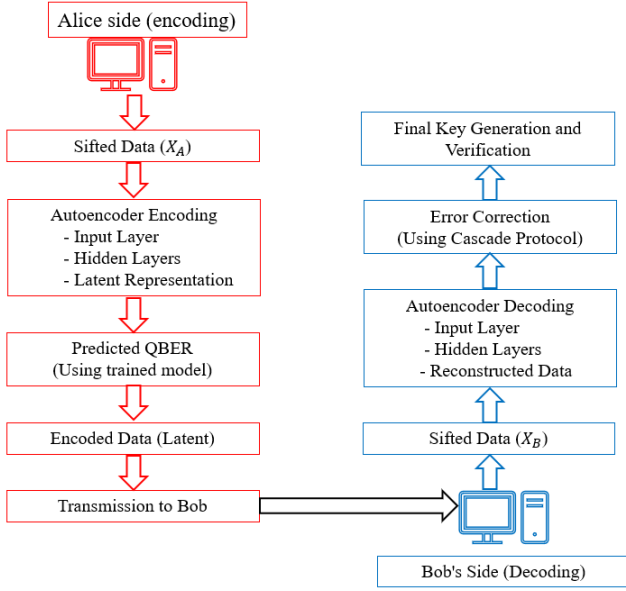 Alice side (encoding)
Sifted Data (X_A)
Autoencoder Encoding
- Input Layer
- Hidden Layers
- Latent Representation
Predicted QBER
(Using trained model)
Encoded Data (Latent)
Transmission to Bob
Final Key Generation and
Verification
Error Correction
(Using Cascade Protocol)
Autoencoder Decoding
- Input Layer
- Hidden Layers
- Reconstructed Data
Sifted Data (X_B)
Bob's Side (Decoding)